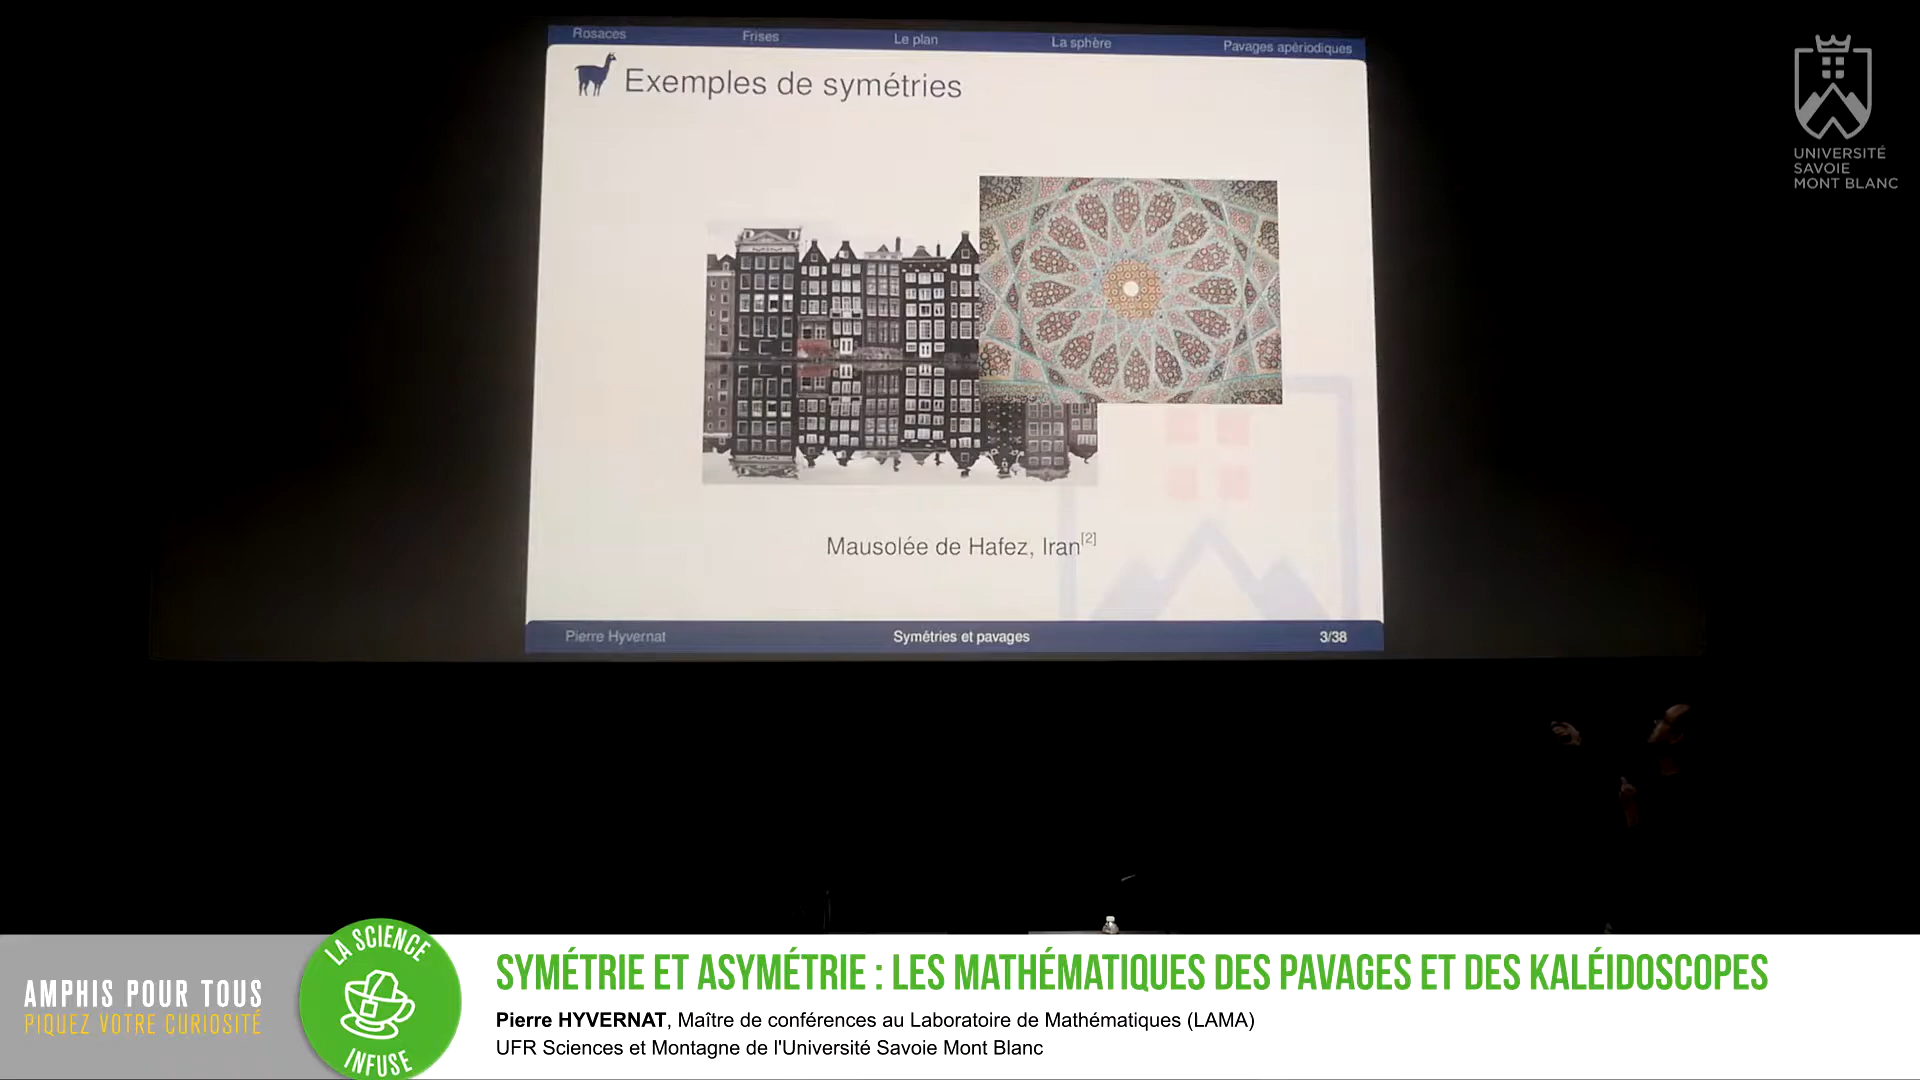 Rosaces
Frises
Le plan
La sphère
Pavages apériodiques
Exemples de symétries
Mausolée de Hafez, Iran[2]
Pierre Hyvernat
Symétries et pavages
3/38
UNIVERSITÉ
SAVOIE
MONT BLANC
AMPHIS POUR TOUS
PIQUEZ VOTRE CURIOSITÉ
LA SCIENCE
INFUSE
SYMÉTRIE ET ASYMÉTRIE : LES MATHÉMATIQUES DES PAVAGES ET DES KALÉIDOSCOPES
Pierre HYVERNAT, Maître de conférences au Laboratoire de Mathématiques (LAMA)
UFR Sciences et Montagne de l'Université Savoie Mont Blanc